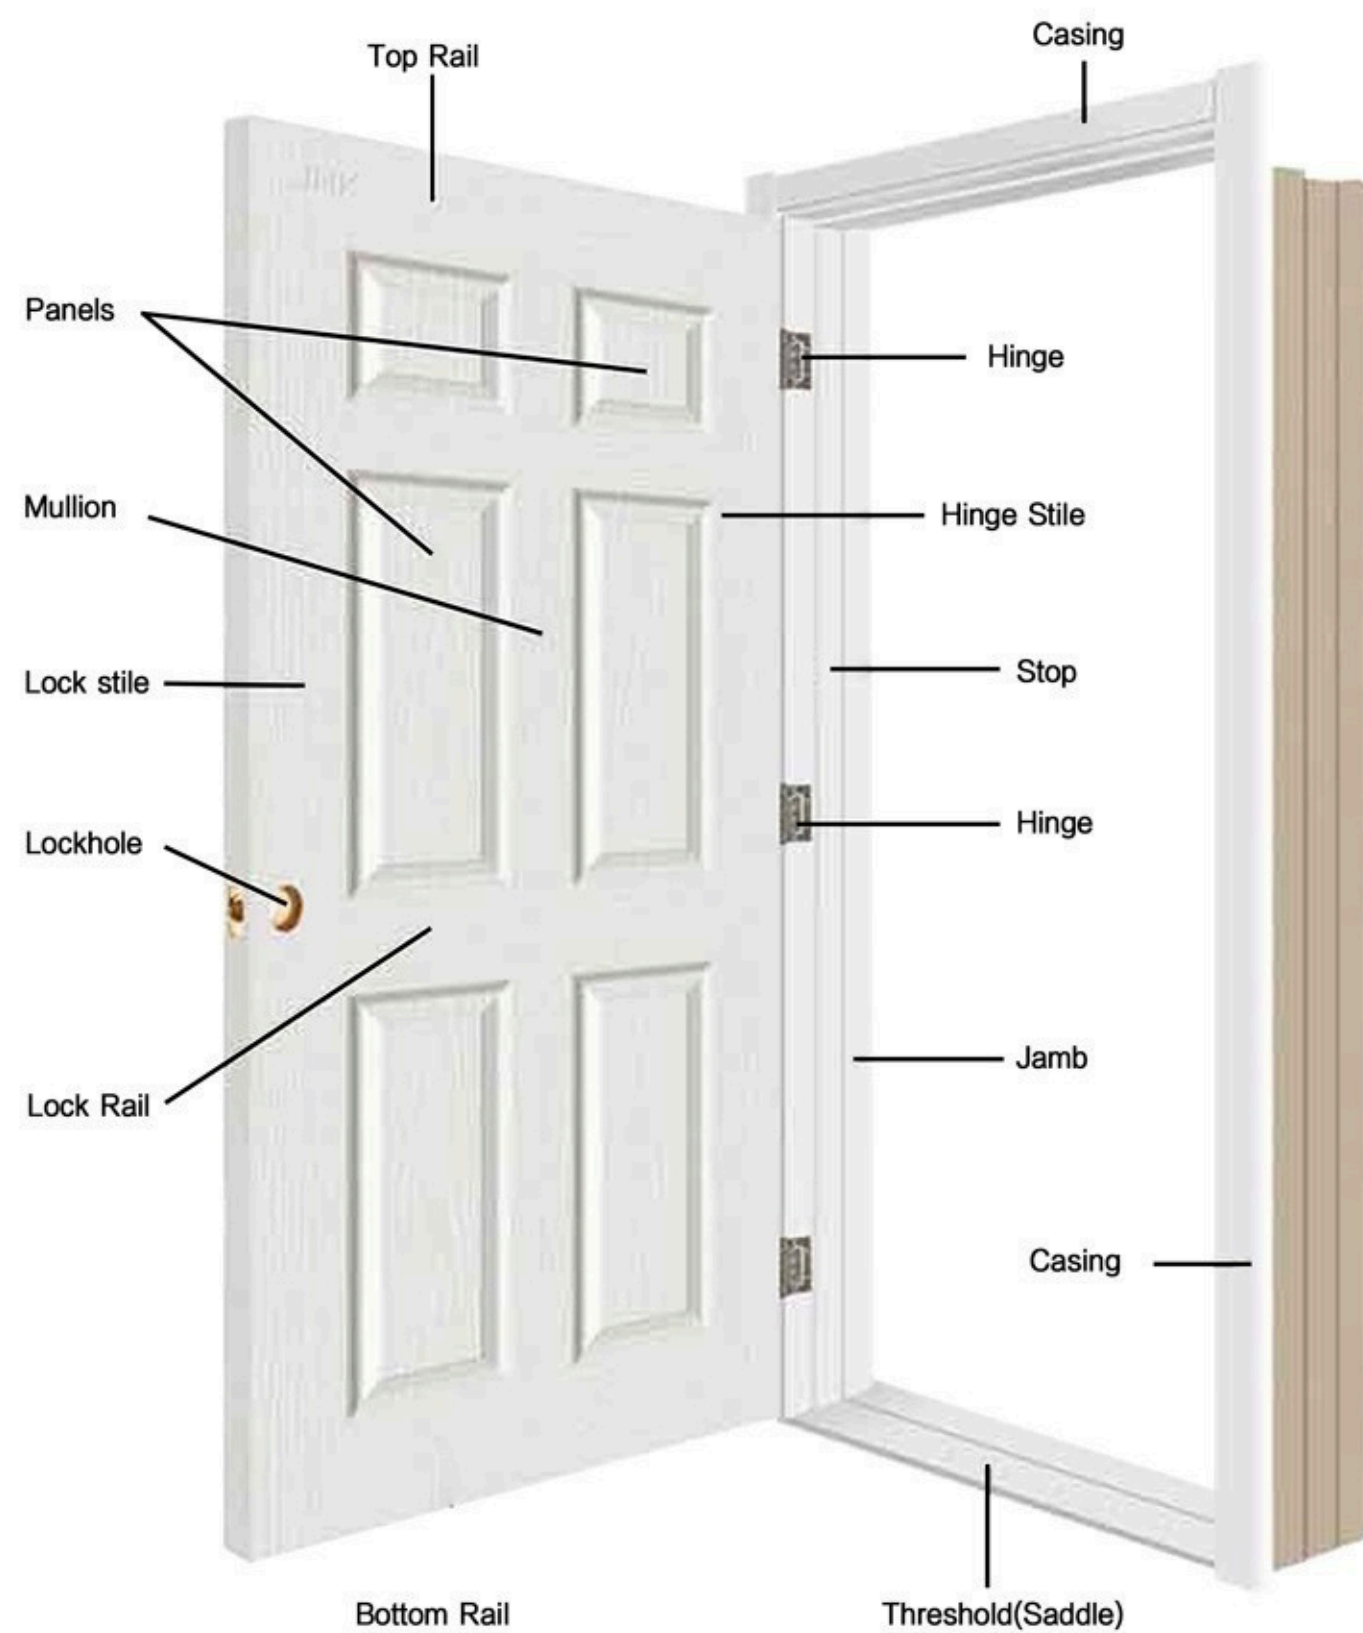 Casing
Top Rail
Panels
Hinge
Mullion
Hinge Stile
Lock stile
Stop
Lockhole
Hinge
Jamb
Lock Rail
Casing
Bottom Rail
Threshold(Saddle)